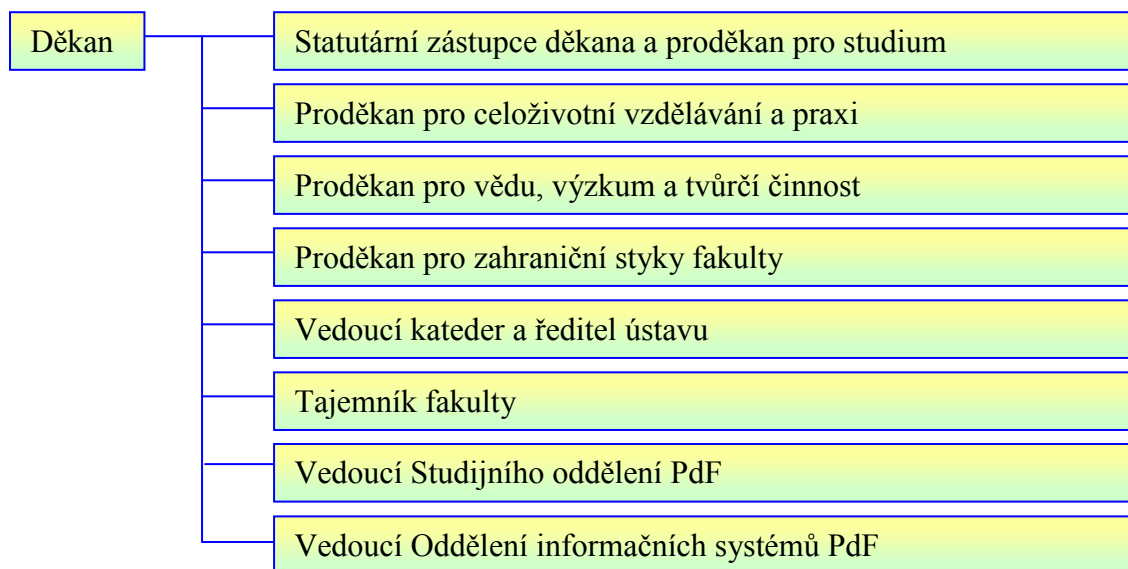 Děkan
Statutární zástupce děkana a proděkan pro studium
Proděkan pro celoživotní vzdělávání a praxi
Proděkan pro vědu, výzkum a tvůrčí činnost
Proděkan pro zahraniční styky fakulty
Vedoucí kateder a ředitel ústavu
Tajemník fakulty
Vedoucí Studijního oddělení PdF
Vedoucí Oddělení informačních systémů PdF